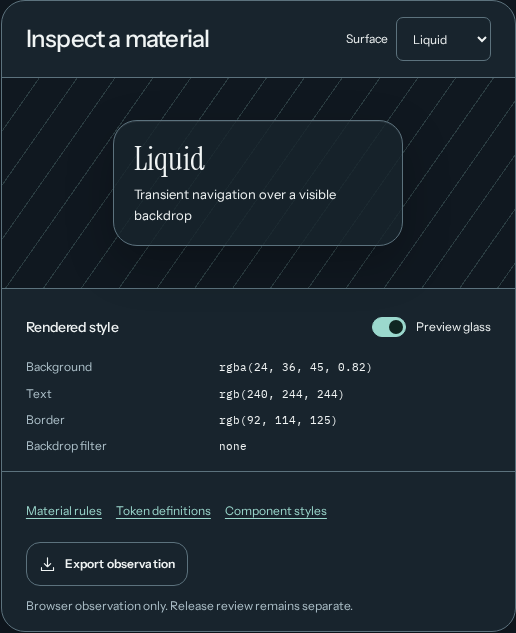 Inspect a material
Surface
Liquid
Liquid
Transient navigation over a visible
backdrop
Rendered style
Preview glass
Background rgba(24, 36, 45, 0.82)
Text rgb(240, 244, 244)
Border rgb(92, 114, 125)
Backdrop filter none
Material rules Token definitions Component styles
Export observation
Browser observation only. Release review remains separate.